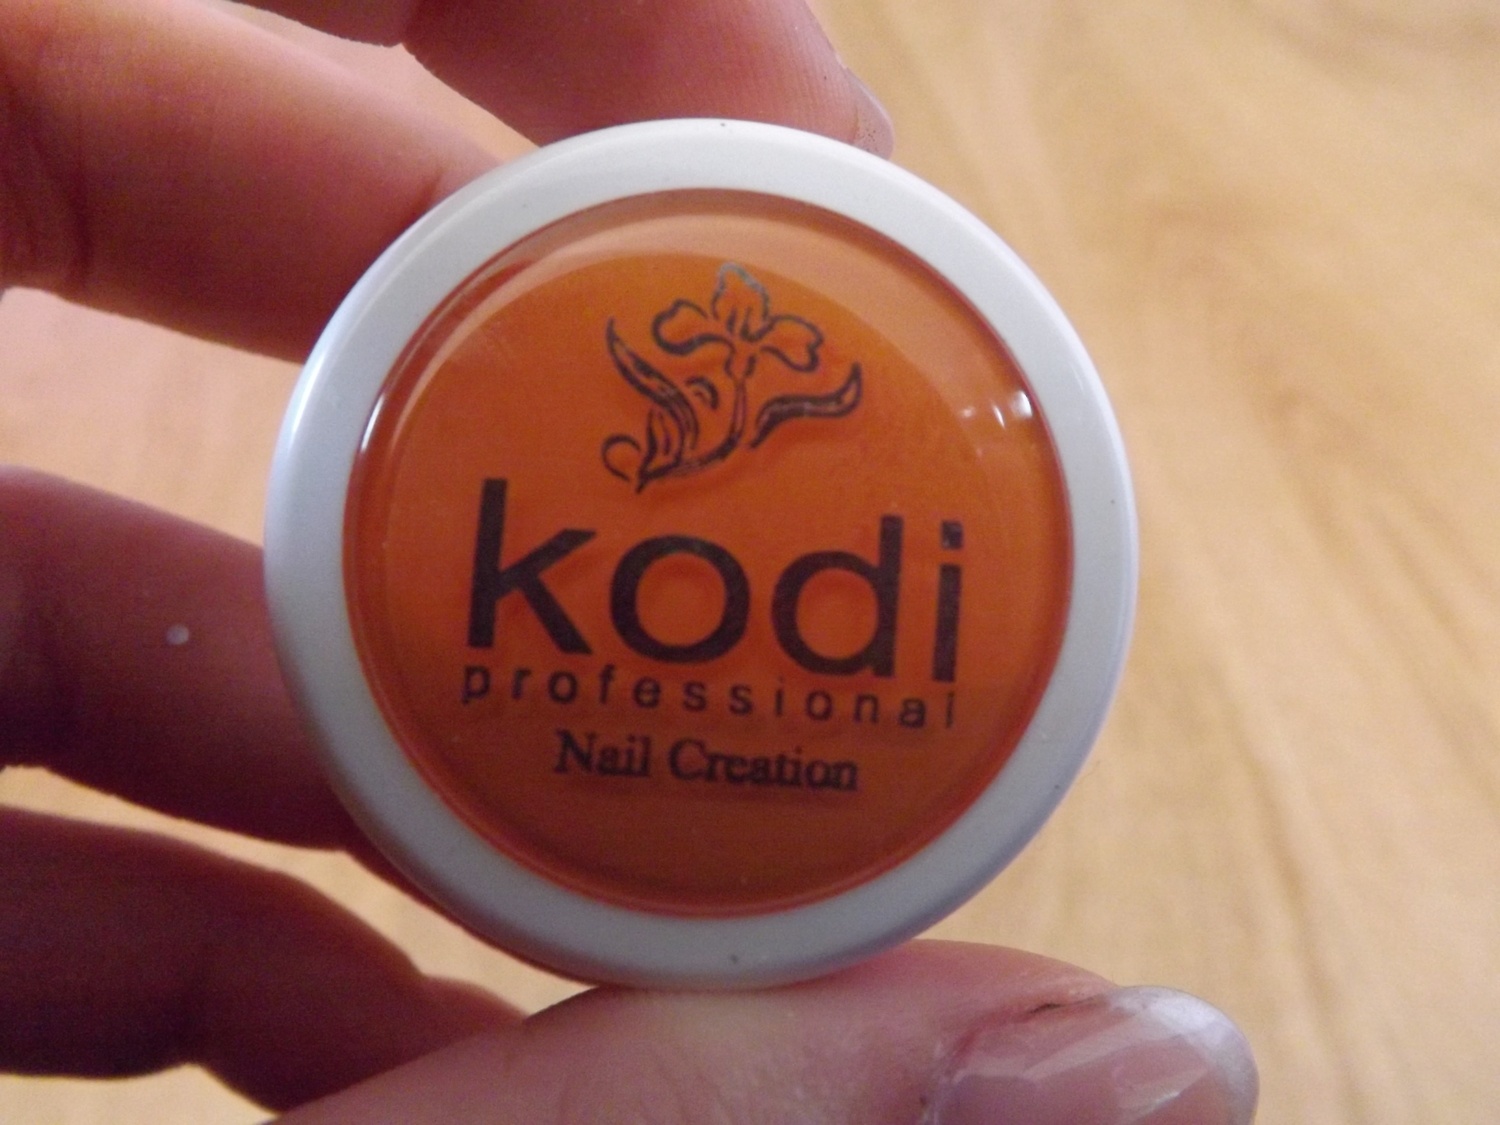 kodi
professional
Nail Creation